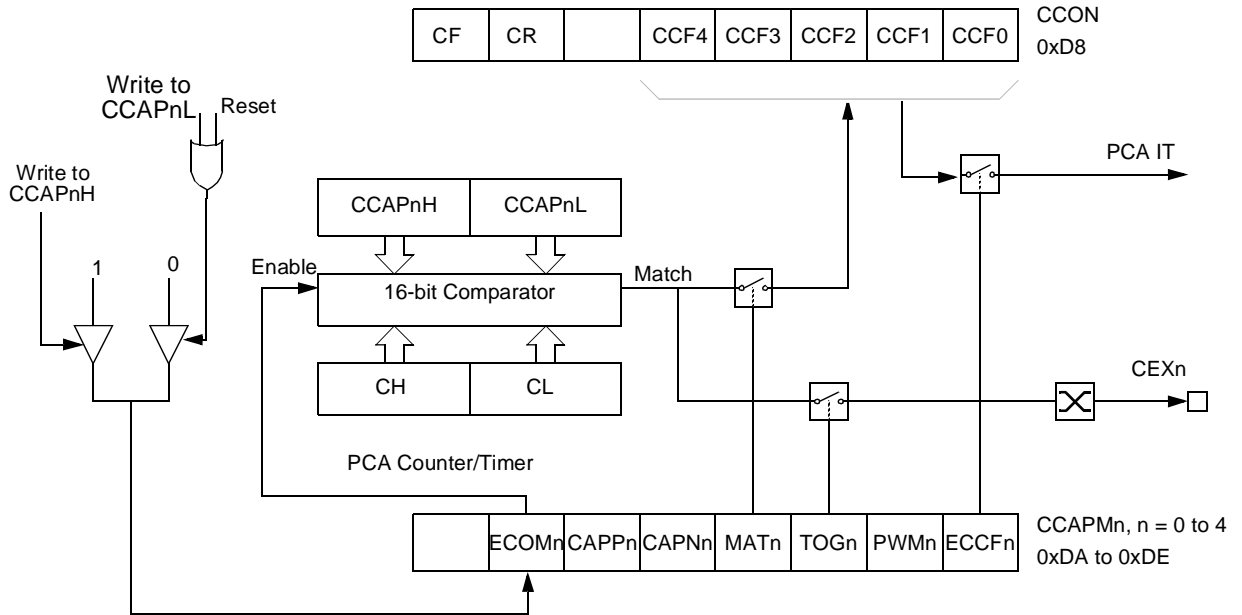 CF CR CCF4 CCF3 CCF2 CCF1 CCF0
CCON
0xD8
Write to
CCAPnL
Reset
PCA IT
Write to
CCAPnH
CCAPnH CCAPnL
1
0
Enable
16-bit Comparator
Match
CH CL
CEXn
PCA Counter/Timer
ECOMn CAPPn CAPNn MATn TOGn PWMn ECCFn
CCAPMn, n = 0 to 4
0xDA to 0xDE